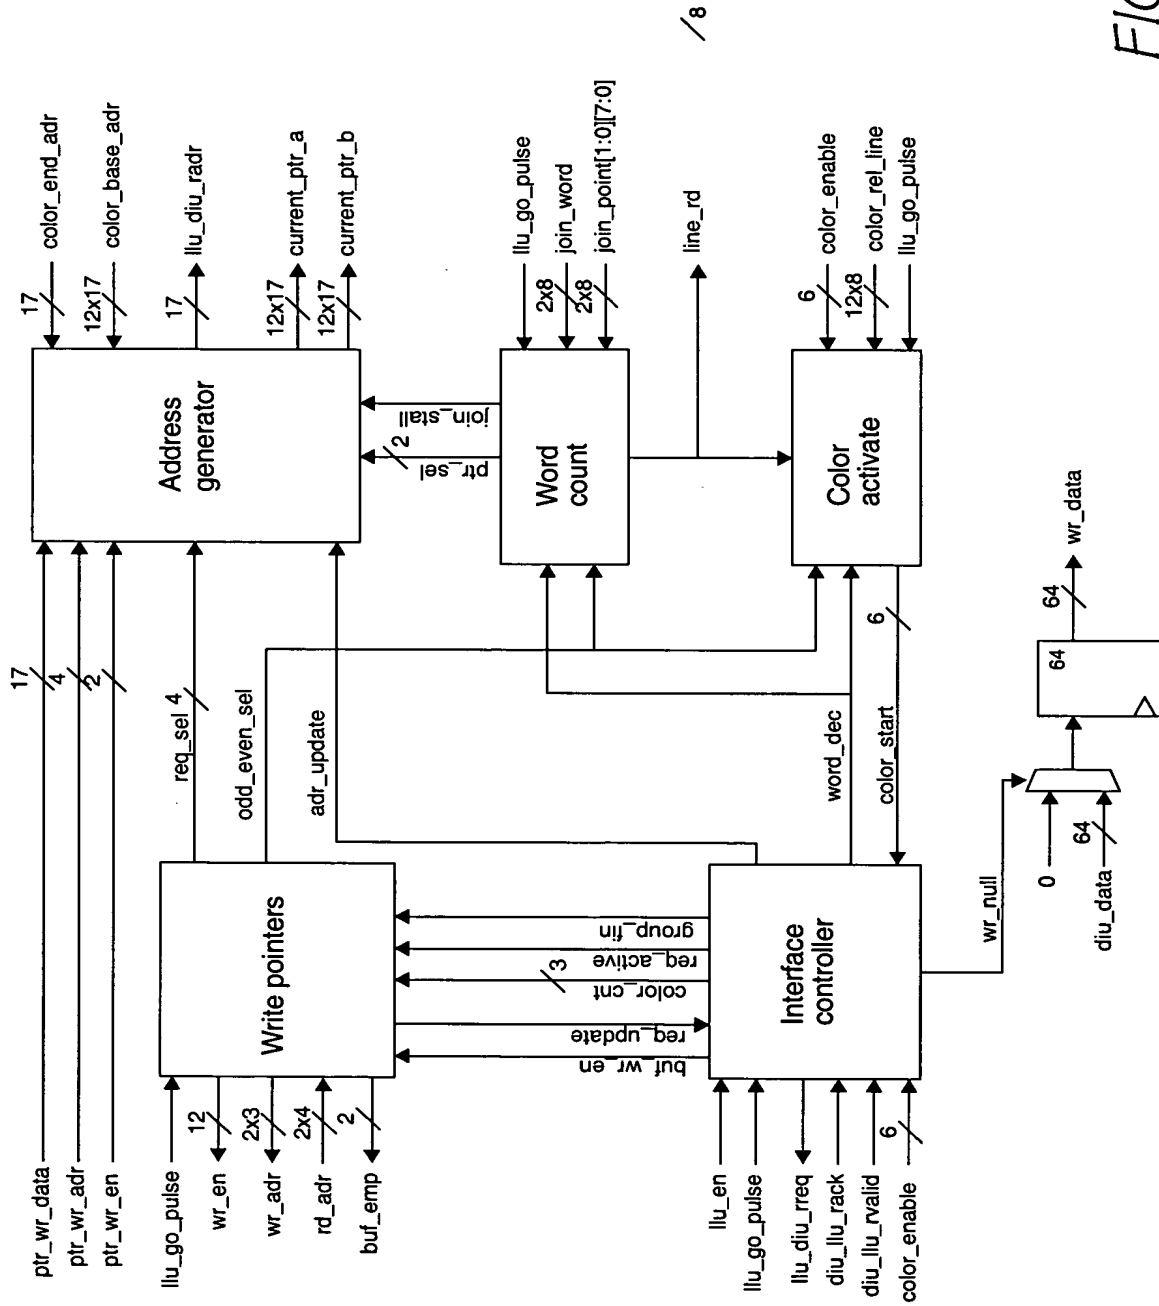 FIG
8
color_end_adr
color_base_adr
llu_diu_radr
current_ptr_a
current_ptr_b
17
12x17
17
12x17
12x17
Address
generator
ptr_wr_data
ptr_wr_adr
ptr_wr_en
17
4
2
req_sel
4
odd_even_sel
adr_update
join_stall
ptr_sel
2
llu_go_pulse
join_word
join_point[1:0][7:0]
2x8
2x8
Word
count
line_rd
color_enable
color_rel_line
llu_go_pulse
6
12x8
Color
activate
6
word_dec
color_start
Write pointers
llu_go_pulse
wr_en
wr_adr
rd_adr
buf_emp
12
2x3
2x4
2
group_fin
req_active
color_cnt
3
req_update
buf_wr_en
Interface
controller
llu_en
llu_go_pulse
llu_diu_rreq
diu_llu_rack
diu_llu_rvalid
color_enable
6
wr_null
0
diu_data
64
64
64
wr_data